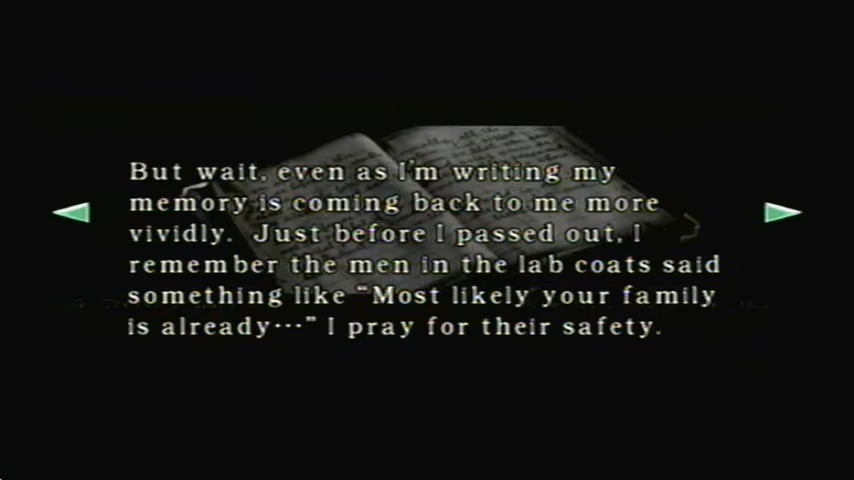 But wait, even as I'm writing my
memory is coming back to me more
vividly. Just before I passed out, I
remember the men in the lab coats said
something like “Most likely your family
is already…” I pray for their safety.